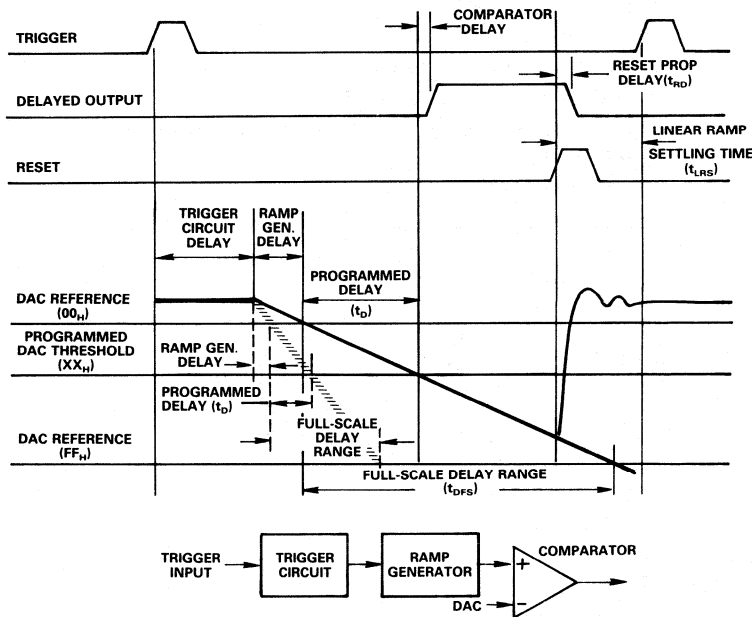 TRIGGER
COMPARATOR
DELAY
DELAYED OUTPUT
RESET PROP
DELAY(tRD)
RESET
LINEAR RAMP
SETTLING TIME
(tLRS)
TRIGGER
CIRCUIT
DELAY
RAMP
GEN.
DELAY
PROGRAMMED
DELAY
(tD)
DAC REFERENCE
(00H)
PROGRAMMED
DAC THRESHOLD
(XXH)
RAMP GEN.
DELAY
PROGRAMMED
DELAY (tD)
FULL-SCALE
DELAY
RANGE
DAC REFERENCE
(FFH)
FULL-SCALE DELAY RANGE
(tDFS)
TRIGGER
INPUT
TRIGGER
CIRCUIT
RAMP
GENERATOR
COMPARATOR
+
DAC
−